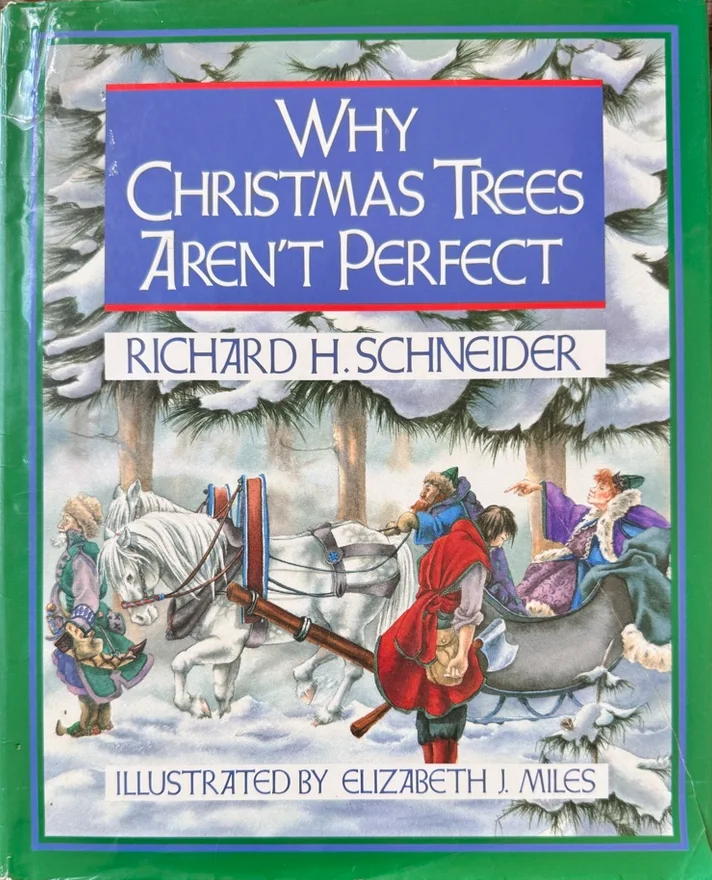 WHY
CHRISTMAS TREES
AREN'T PERFECT
RICHARD H. SCHNEIDER
ILLUSTRATED BY ELIZABETH J. MILES